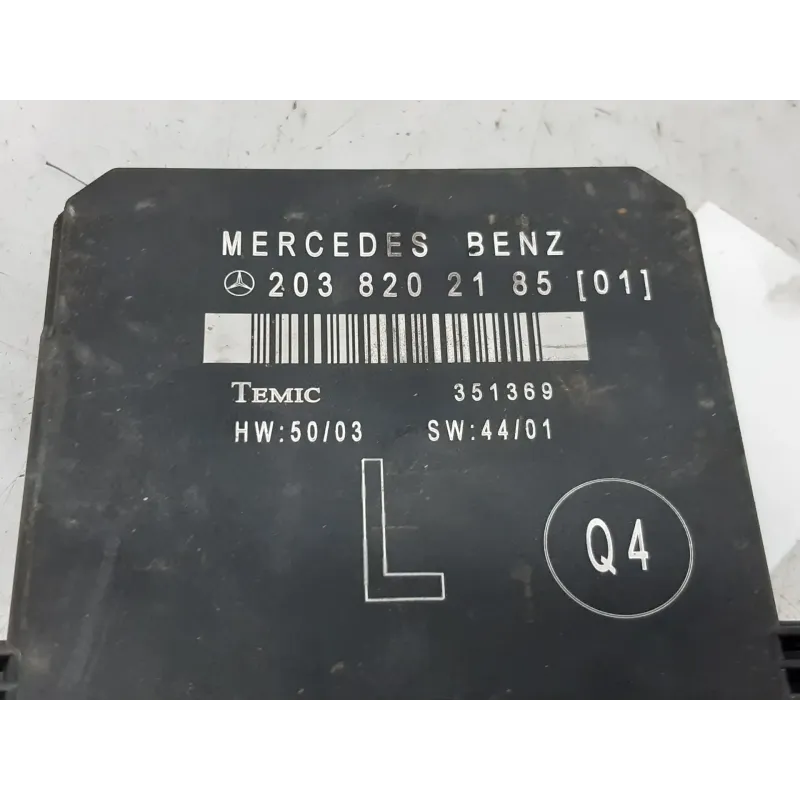 MERCEDES BENZ
203 820 21 85 [01]
TEMIC 351369
HW:50/03 SW:44/01
L
Q4